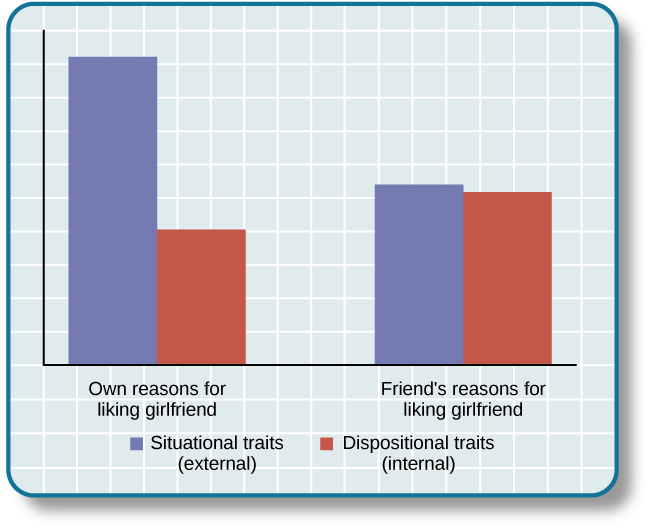 Own reasons for
liking girlfriend
Friend's reasons for
liking girlfriend
Situational traits
(external)
Dispositional traits
(internal)